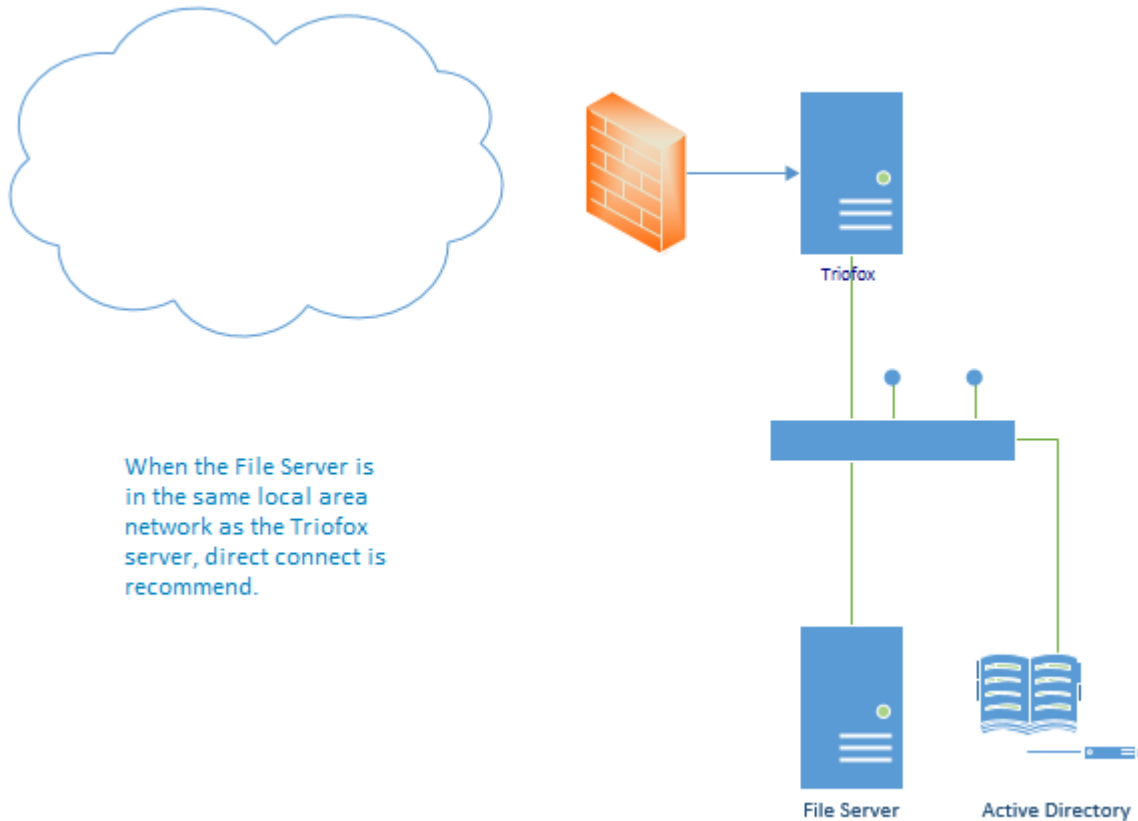 Triofox
When the File Server is
in the same local area
network as the Triofox
server, direct connect is
recommend.
File Server
Active Directory